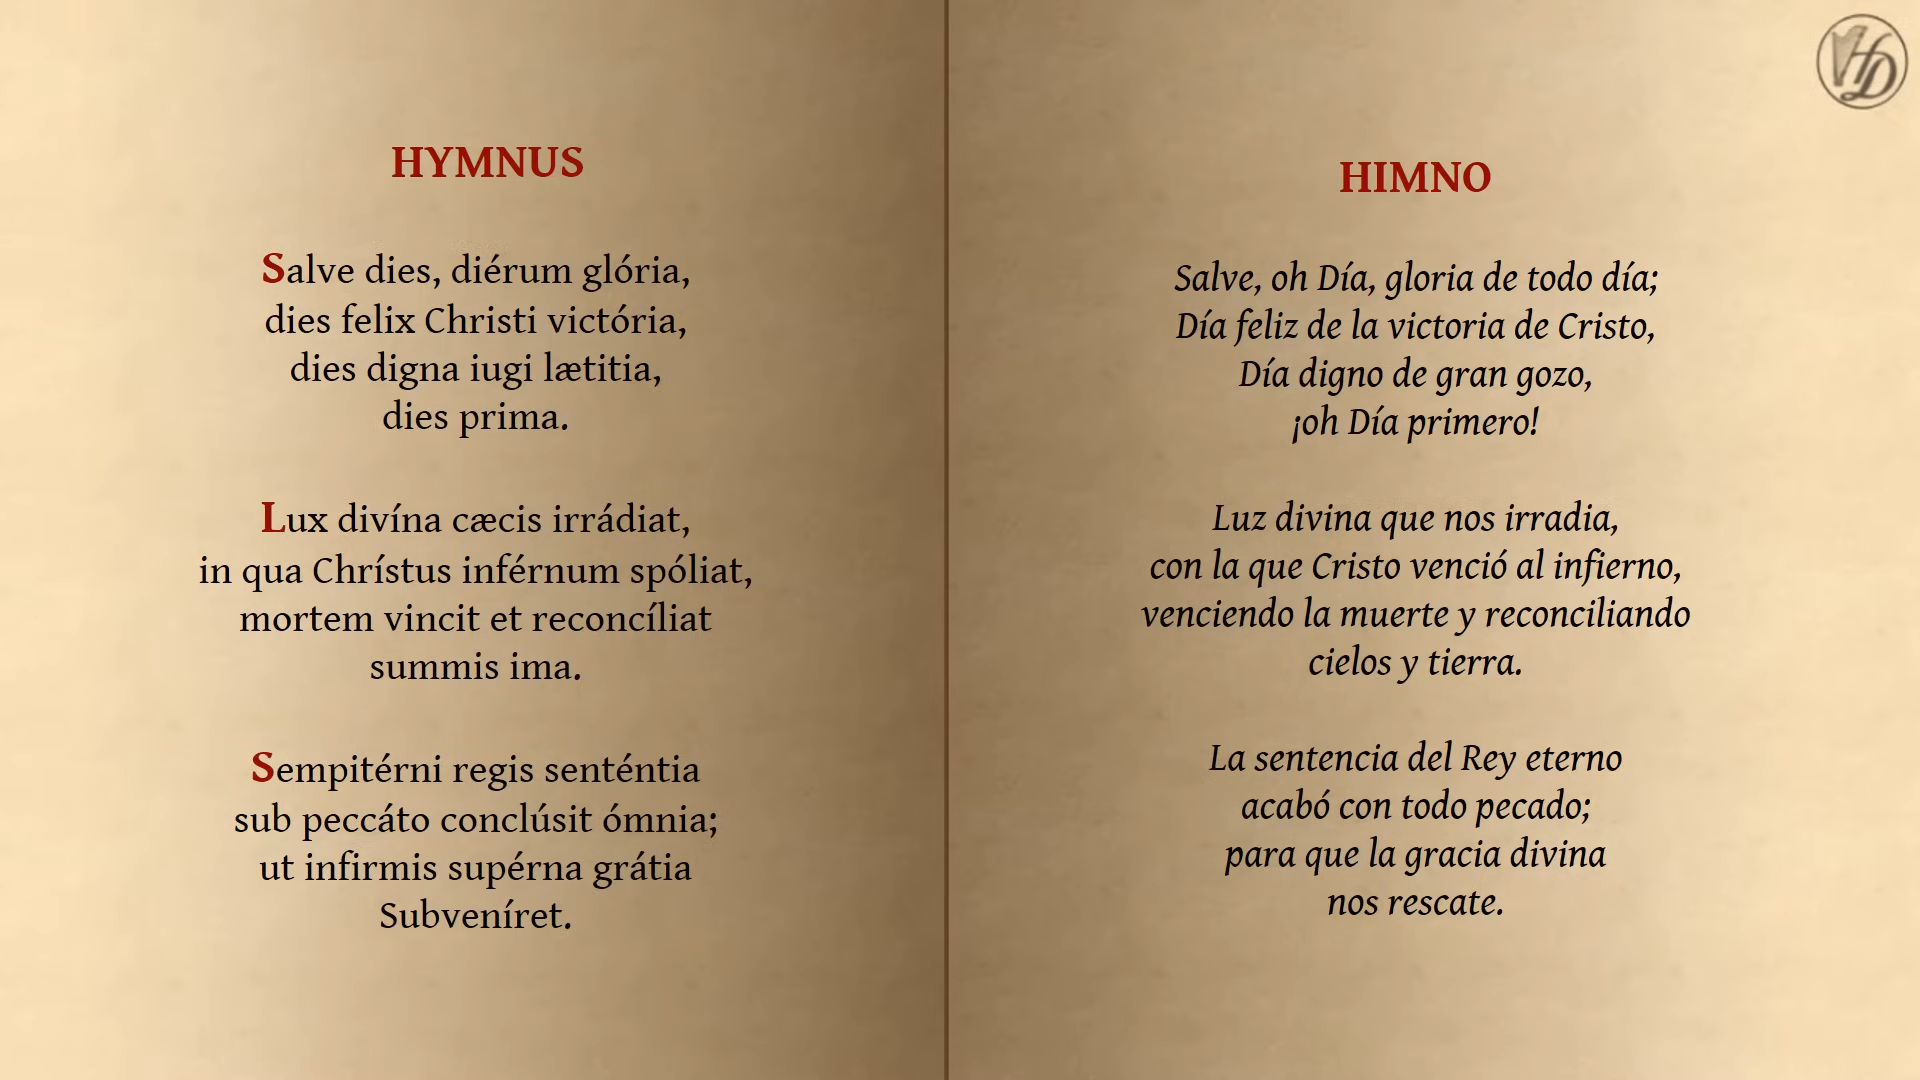 HYMNUS
Salve dies, diérum glória,
dies felix Christi victória,
dies digna iugi lætitia,
dies prima.
Lux divína cæcis irrádiat,
in qua Chrístus inférnum spóliat,
mortem vincit et reconcíliat
summis ima.
Sempitérni regis senténtia
sub peccáto conclúsit ómnia;
ut infirmis supérna grátia
Subveníret.
HIMNO
Salve, oh Día, gloria de todo día;
Día feliz de la victoria de Cristo,
Día digno de gran gozo,
¡oh Día primero!
Luz divina que nos irradia,
con la que Cristo venció al infierno,
venciendo la muerte y reconciliando
cielos y tierra.
La sentencia del Rey eterno
acabó con todo pecado;
para que la gracia divina
nos rescate.
HD